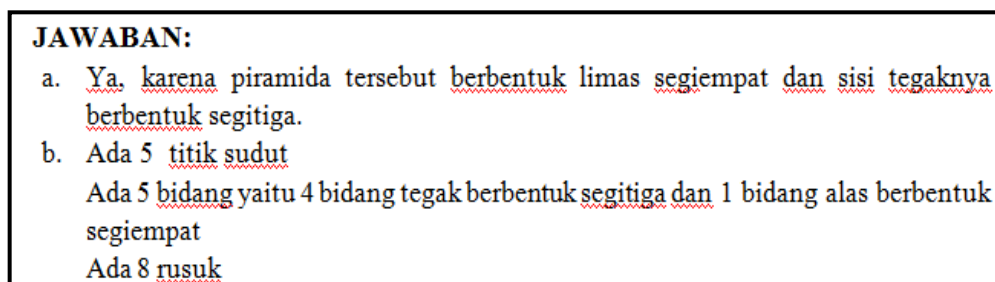 JAWABAN:
a. Ya, karena piramida tersebut berbentuk limas segiempat dan sisi tegaknya
berbentuk segitiga.
b. Ada 5 titik sudut
Ada 5 bidang yaitu 4 bidang tegak berbentuk segitiga dan 1 bidang alas berbentuk
segiempat
Ada 8 rusuk